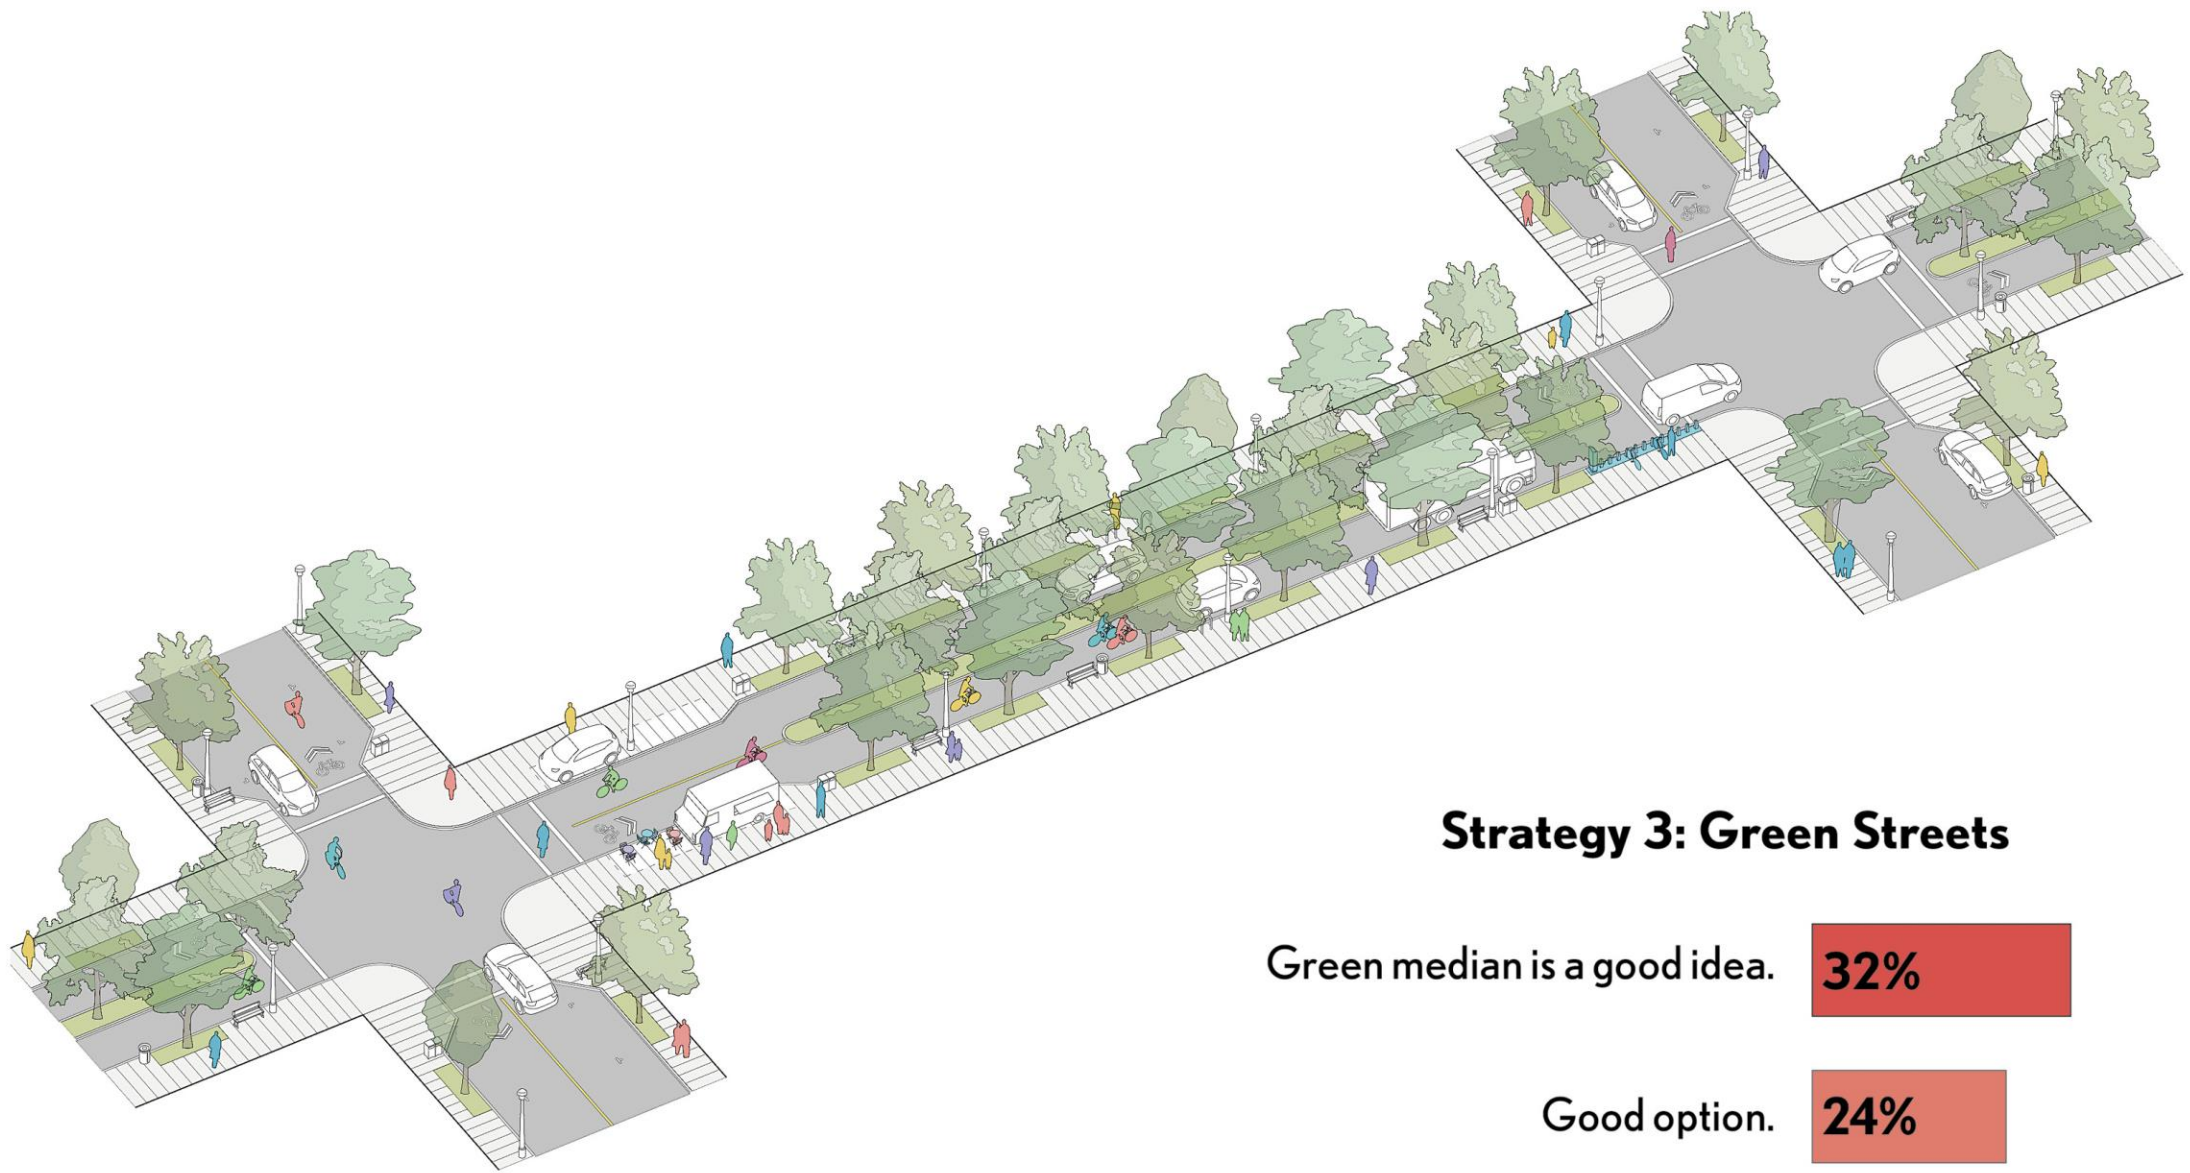 Strategy 3: Green Streets
Green median is a good idea. 32%
Good option. 24%